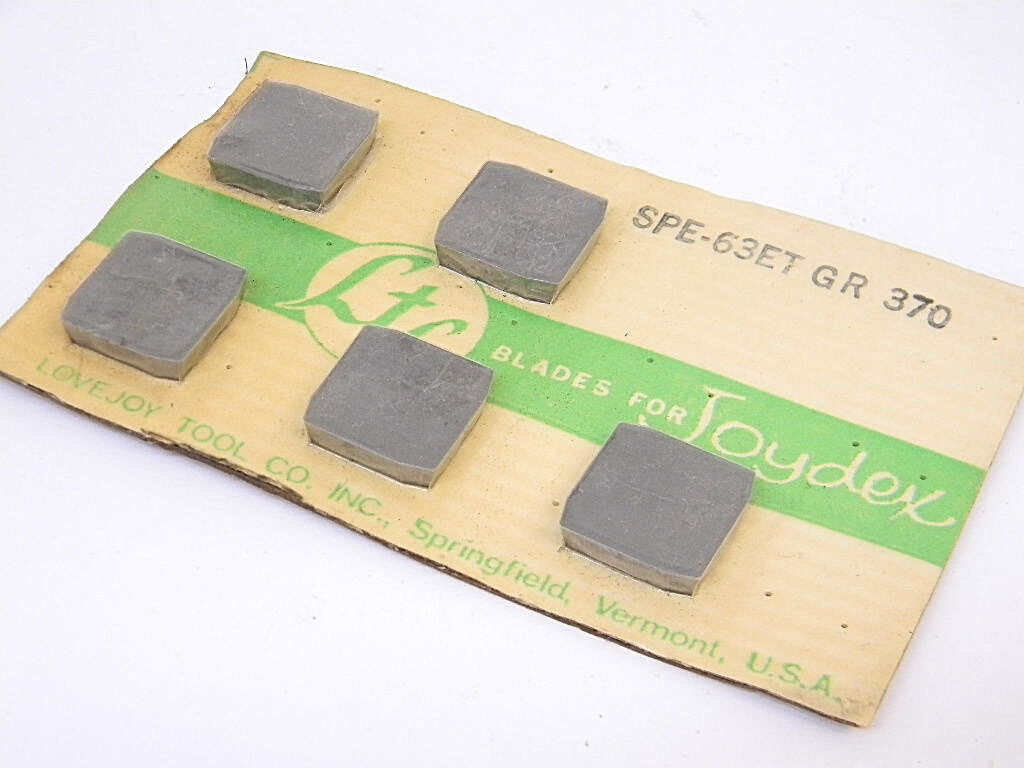 SPE-63ET GR 370
Ltc
BLADES FOR Joydex
LOVEJOY TOOL CO. INC., Springfield, Vermont, U.S.A.